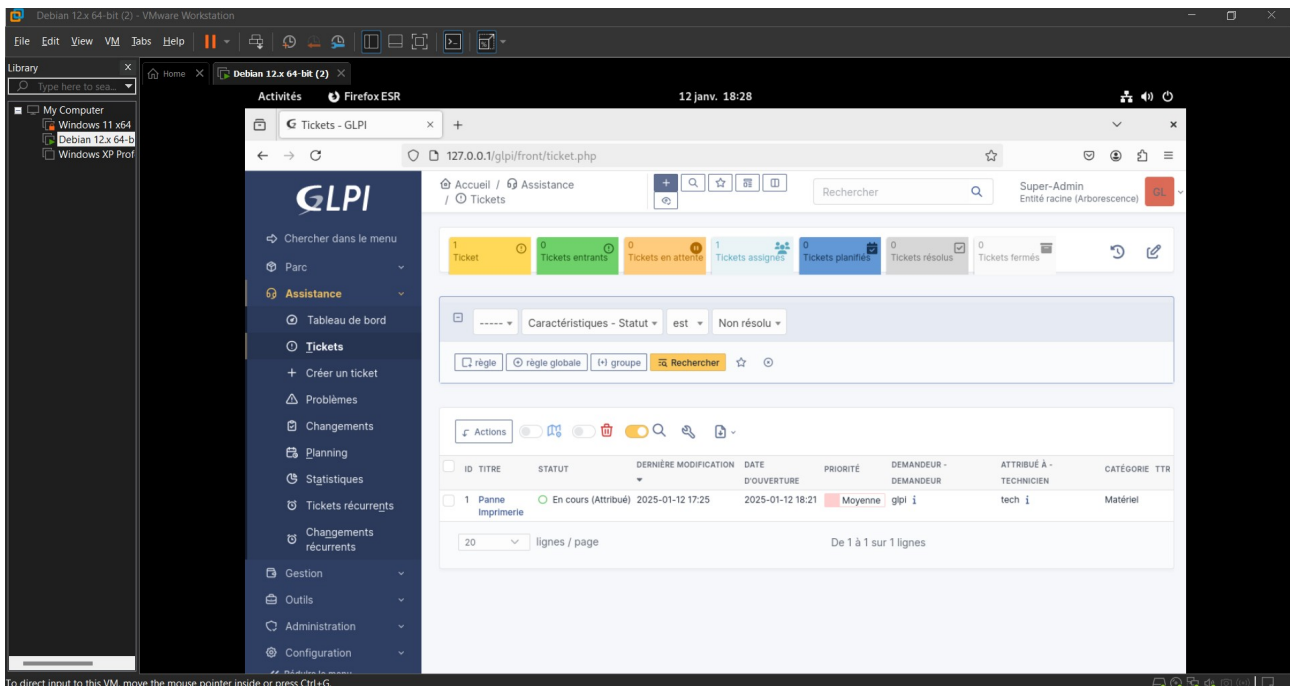 Debian 12.x 64-bit (2) - VMware Workstation
File Edit View VM Tabs Help
Library
Type here to sea...
My Computer
Windows 11 x64
Debian 12.x 64-b
Windows XP Prof
Home
Debian 12.x 64-bit (2)
Activités Firefox ESR 12 janv. 18:28
Tickets - GLPI
127.0.0.1/glpi/front/ticket.php
GLPI
Chercher dans le menu
Parc
Assistance
Tableau de bord
Tickets
Créer un ticket
Problèmes
Changements
Planning
Statistiques
Tickets récurrents
Changements
récurrents
Gestion
Outils
Administration
Configuration
Accueil / Assistance
/ Tickets
Rechercher
Super-Admin
Entité racine (Arborescence)
GL
1 Ticket
0 Tickets entrants
0 Tickets en attente
1 Tickets assignés
0 Tickets planifiés
0 Tickets résolus
0 Tickets fermés
----- Caractéristiques - Statut est Non résolu
règle règle globale (+) groupe Rechercher
Actions
ID TITRE STATUT DERNIÈRE MODIFICATION DATE D'OUVERTURE PRIORITÉ DEMANDEUR - DEMANDEUR ATTRIBUÉ À - TECHNICIEN CATÉGORIE TTR
1 Panne Imprimerie En cours (Attribué) 2025-01-12 17:25 2025-01-12 18:21 Moyenne glpi i tech i Matériel
20 lignes / page De 1 à 1 sur 1 lignes
To direct input to this VM, move the mouse pointer inside or press Ctrl+G.